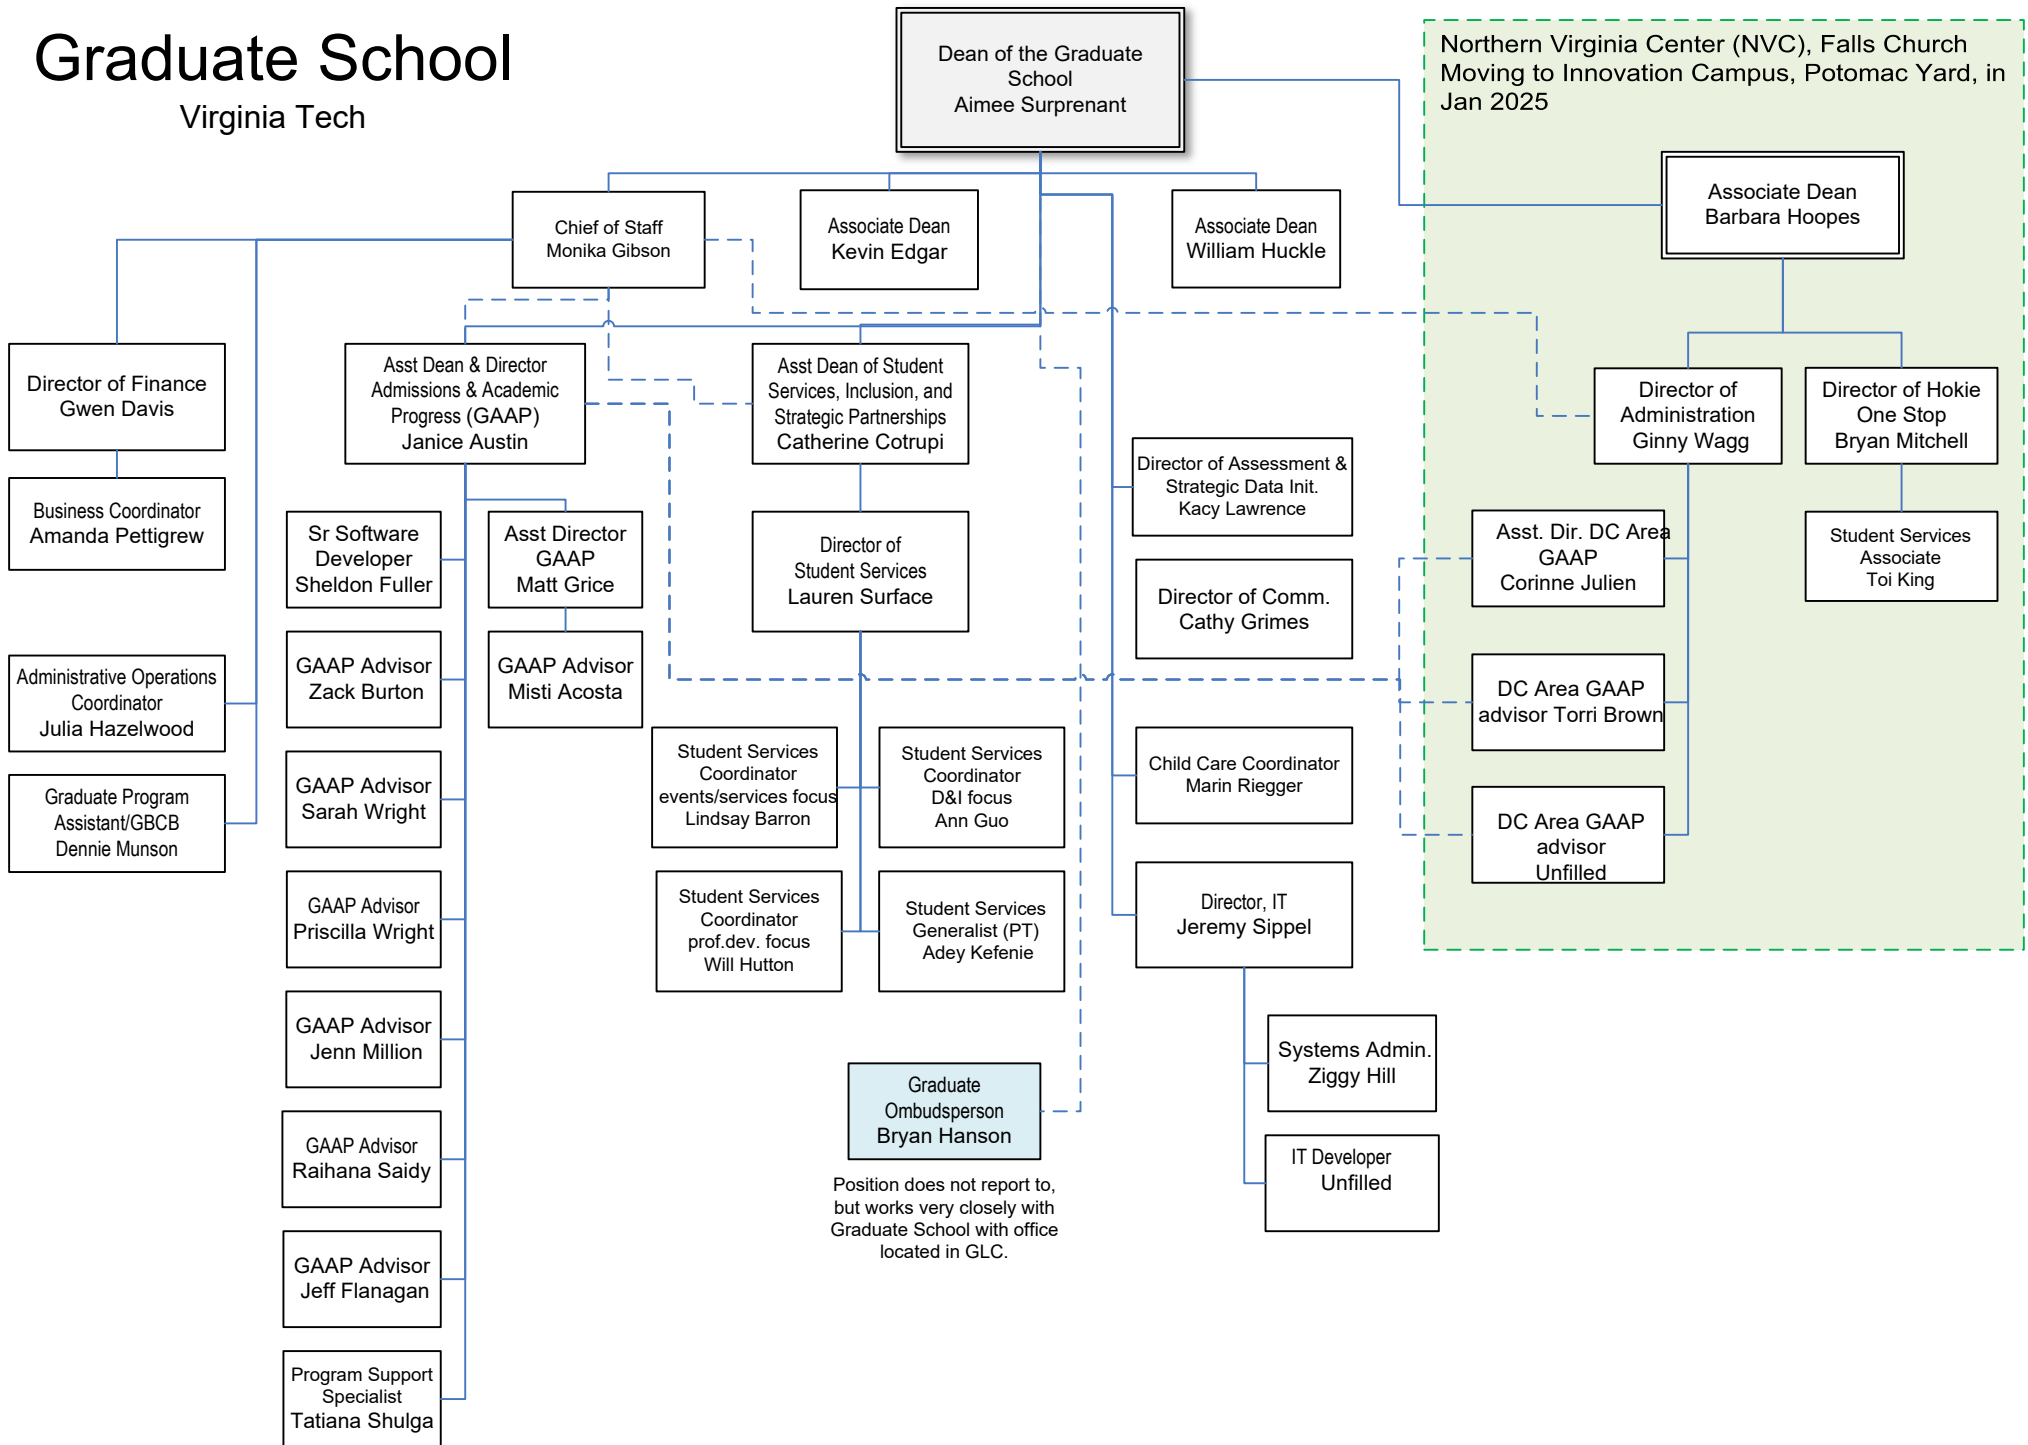 Graduate School
Virginia Tech
Dean of the Graduate
School
Aimee Surprenant
Northern Virginia Center (NVC), Falls Church
Moving to Innovation Campus, Potomac Yard, in
Jan 2025
Associate Dean
Barbara Hoopes
Chief of Staff
Monika Gibson
Associate Dean
Kevin Edgar
Associate Dean
William Huckle
Director of Finance
Gwen Davis
Asst Dean & Director
Admissions & Academic
Progress (GAAP)
Janice Austin
Asst Dean of Student
Services, Inclusion, and
Strategic Partnerships
Catherine Cotrupi
Director of
Administration
Ginny Wagg
Director of Hokie
One Stop
Bryan Mitchell
Director of Assessment &
Strategic Data Init.
Kacy Lawrence
Business Coordinator
Amanda Pettigrew
Sr Software
Developer
Sheldon Fuller
Asst Director
GAAP
Matt Grice
Director of
Student Services
Lauren Surface
Asst. Dir. DC Area
GAAP
Corinne Julien
Student Services
Associate
Toi King
Director of Comm.
Cathy Grimes
GAAP Advisor
Zack Burton
GAAP Advisor
Misti Acosta
Administrative Operations
Coordinator
Julia Hazelwood
DC Area GAAP
advisor Torri Brown
Student Services
Coordinator
events/services focus
Lindsay Barron
Student Services
Coordinator
D&I focus
Ann Guo
Child Care Coordinator
Marin Riegger
GAAP Advisor
Sarah Wright
Graduate Program
Assistant/GBCB
Dennie Munson
DC Area GAAP
advisor
Unfilled
GAAP Advisor
Priscilla Wright
Student Services
Coordinator
prof.dev. focus
Will Hutton
Student Services
Generalist (PT)
Adey Kefenie
Director, IT
Jeremy Sippel
GAAP Advisor
Jenn Million
Systems Admin.
Ziggy Hill
Graduate
Ombudsperson
Bryan Hanson
Position does not report to,
but works very closely with
Graduate School with office
located in GLC.
GAAP Advisor
Raihana Saidy
IT Developer
Unfilled
GAAP Advisor
Jeff Flanagan
Program Support
Specialist
Tatiana Shulga